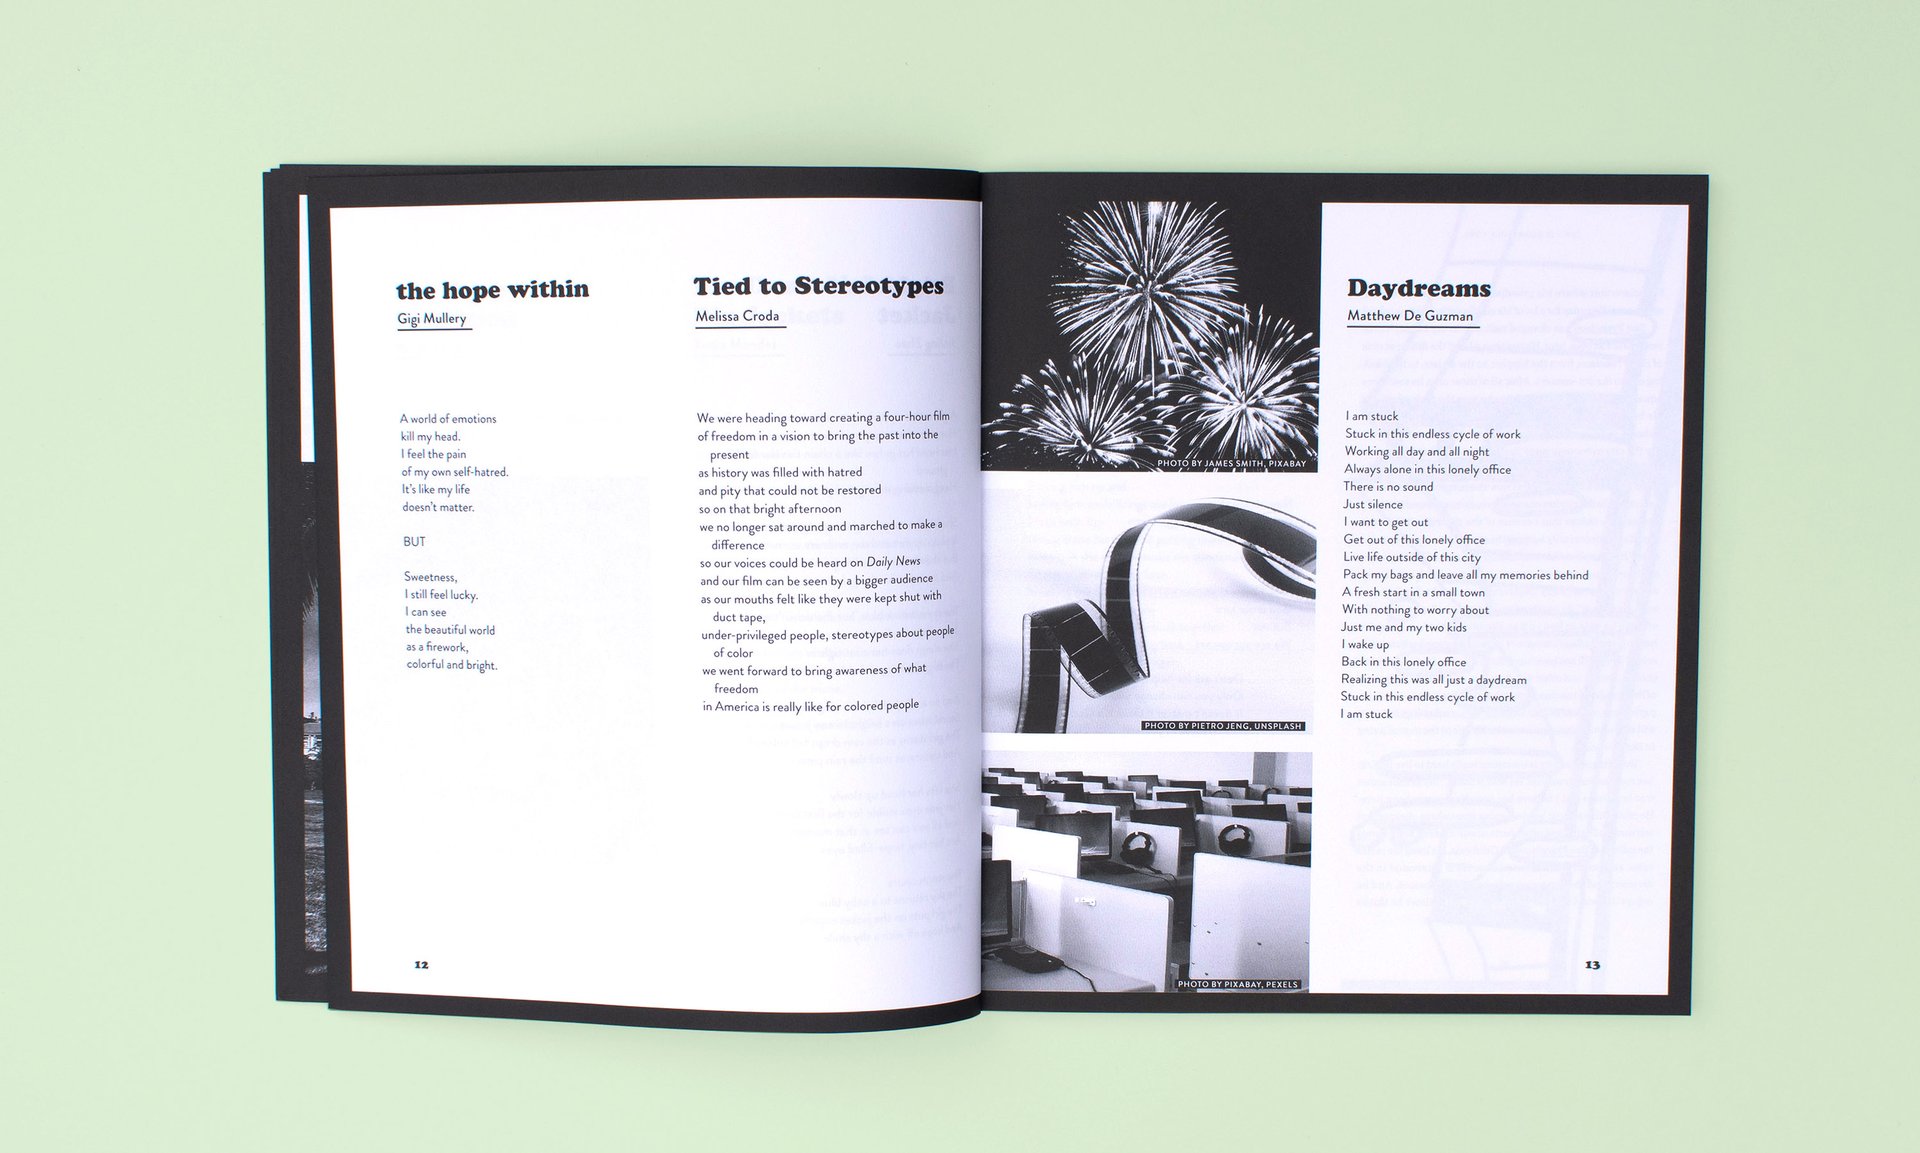 the hope within
Gigi Mullery
A world of emotions
kill my head.
I feel the pain
of my own self-hatred.
It's like my life
doesn't matter.
BUT
Sweetness,
I still feel lucky.
I can see
the beautiful world
as a firework,
colorful and bright.
12
Tied to Stereotypes
Melissa Croda
We were heading toward creating a four-hour film
of freedom in a vision to bring the past into the
present
as history was filled with hatred
and pity that could not be restored
so on that bright afternoon
we no longer sat around and marched to make a
difference
so our voices could be heard on Daily News
and our film can be seen by a bigger audience
as our mouths felt like they were kept shut with
duct tape,
under-privileged people, stereotypes about people
of color
we went forward to bring awareness of what
freedom
in America is really like for colored people
PHOTO BY JAMES SMITH, PIXABAY
PHOTO BY PIETRO JENG, UNSPLASH
PHOTO BY PIXABAY, PEXELS
Daydreams
Matthew De Guzman
I am stuck
Stuck in this endless cycle of work
Working all day and all night
Always alone in this lonely office
There is no sound
Just silence
I want to get out
Get out of this lonely office
Live life outside of this city
Pack my bags and leave all my memories behind
A fresh start in a small town
With nothing to worry about
Just me and my two kids
I wake up
Back in this lonely office
Realizing this was all just a daydream
Stuck in this endless cycle of work
I am stuck
13